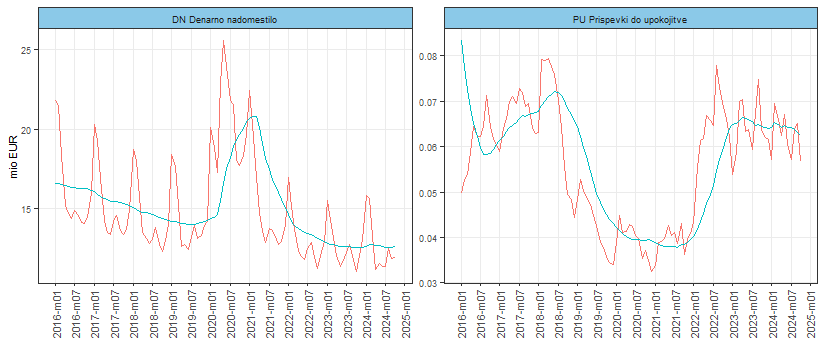 DN Denarno nadomestilo
PU Prispevki do upokojitve
mio EUR
25
20
15
0.08
0.07
0.06
0.05
0.04
0.03
2016-m01
2016-m07
2017-m01
2017-m07
2018-m01
2018-m07
2019-m01
2019-m07
2020-m01
2020-m07
2021-m01
2021-m07
2022-m01
2022-m07
2023-m01
2023-m07
2024-m01
2024-m07
2025-m01
2016-m01
2016-m07
2017-m01
2017-m07
2018-m01
2018-m07
2019-m01
2019-m07
2020-m01
2020-m07
2021-m01
2021-m07
2022-m01
2022-m07
2023-m01
2023-m07
2024-m01
2024-m07
2025-m01